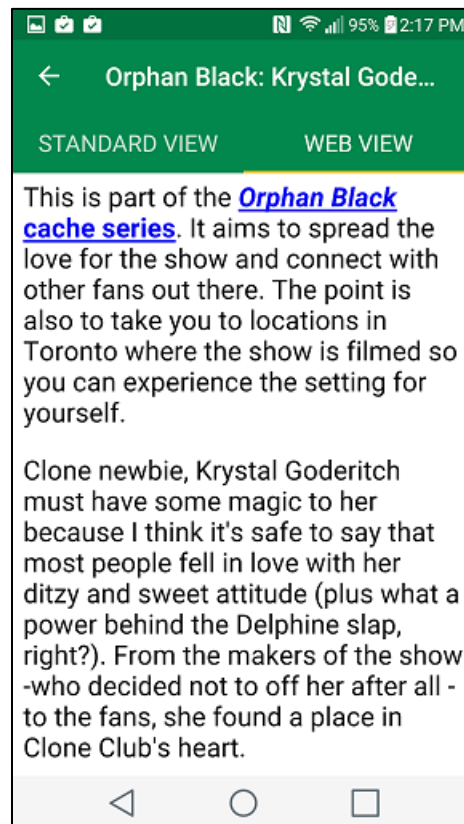 95% 2:17 PM
Orphan Black: Krystal Gode...
STANDARD VIEW WEB VIEW
This is part of the Orphan Black
cache series. It aims to spread the
love for the show and connect with
other fans out there. The point is
also to take you to locations in
Toronto where the show is filmed so
you can experience the setting for
yourself.
Clone newbie, Krystal Goderitch
must have some magic to her
because I think it's safe to say that
most people fell in love with her
ditzy and sweet attitude (plus what a
power behind the Delphine slap,
right?). From the makers of the show
-who decided not to off her after all -
to the fans, she found a place in
Clone Club's heart.